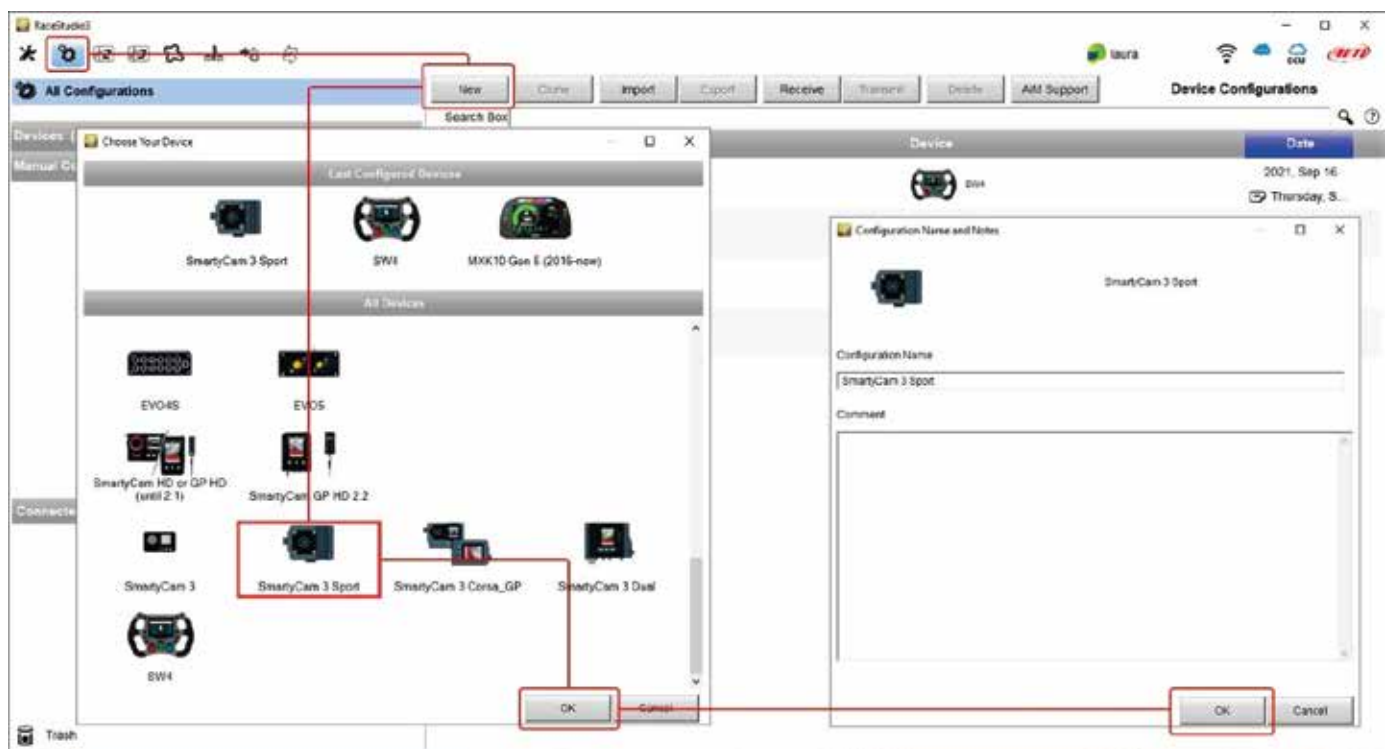 RaceStudio3
laura
All Configurations
New
Clone
Import
Export
Receive
Transmit
Delete
AiM Support
Device Configurations
Search Box
Devices
Choose Your Device
Device
Date
Last Configured Devices
SW4
2021, Sep 16
Thursday, S...
SmartyCam 3 Sport
SW4
MXK10 Gen 5 (2016-now)
Configuration Name and Notes
SmartyCam 3 Sport
All Devices
Configuration Name
SmartyCam 3 Sport
Comment
EVO4S
EVO5
SmartyCam HD or GP HD
(until 2.1)
SmartyCam GP HD 2.2
Connecte
SmartyCam 3
SmartyCam 3 Sport
SmartyCam 3 Corsa_GP
SmartyCam 3 Dual
SW4
OK
Cancel
OK
Cancel
Trash